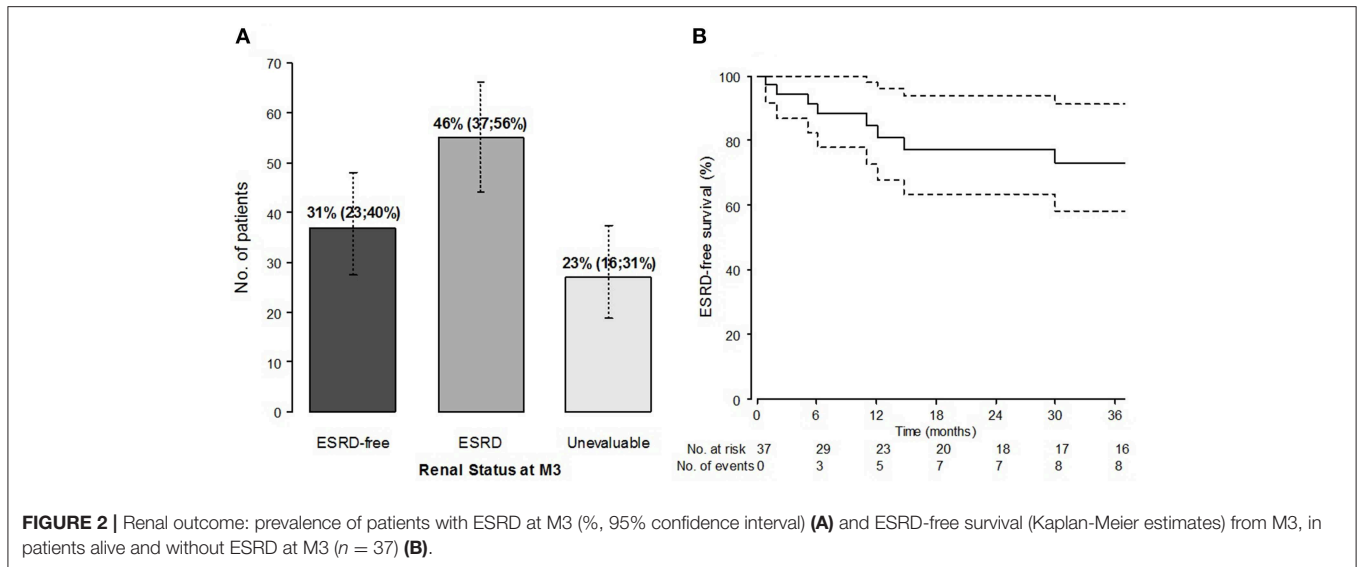 A
No. of patients
70
60
50
40
30
20
10
0
31% (23;40%)
46% (37;56%)
23% (16;31%)
ESRD-free
ESRD
Unevaluable
Renal Status at M3
B
ESRD-free survival (%)
100
80
60
40
20
0
0 6 12 18 24 30 36
Time (months)
No. at risk 37 29 23 20 18 17 16
No. of events 0 3 5 7 7 8 8
FIGURE 2 | Renal outcome: prevalence of patients with ESRD at M3 (%, 95% confidence interval) (A) and ESRD-free survival (Kaplan-Meier estimates) from M3, in
patients alive and without ESRD at M3 (n = 37) (B).